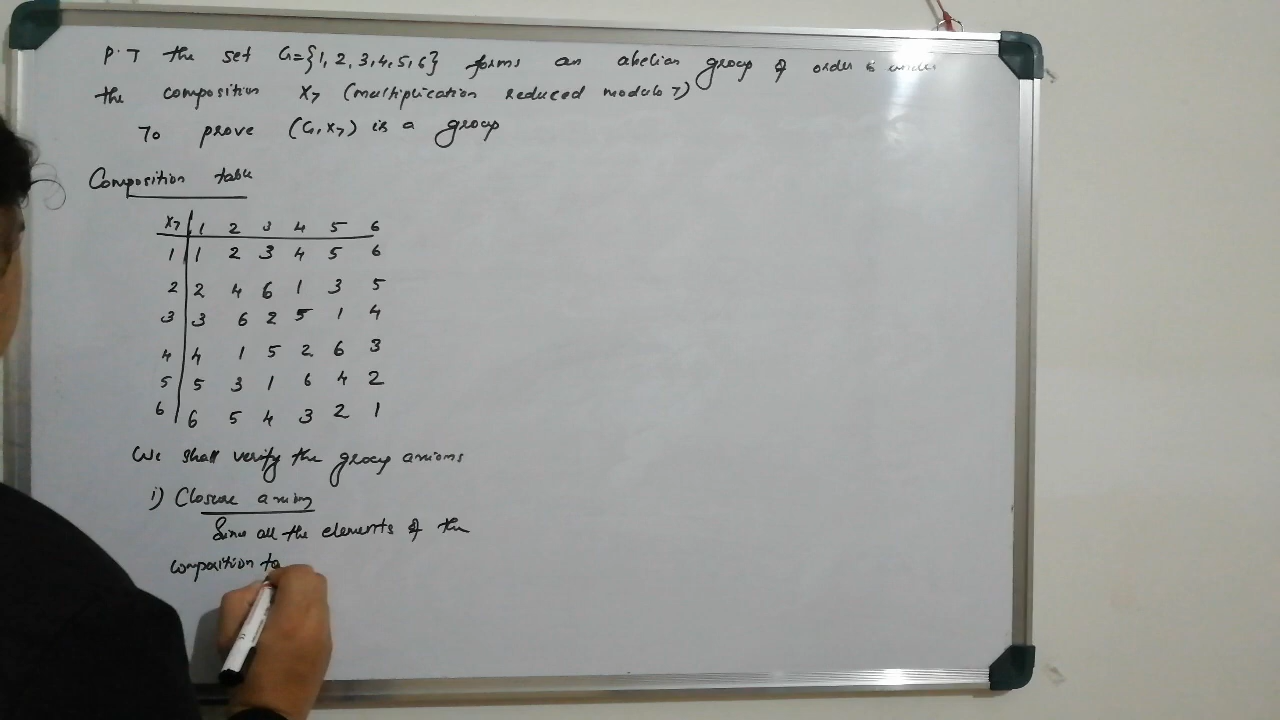 P.T the set G={1, 2, 3, 4, 5, 6} forms an abelian group of order 6 under
the composition X7 (multiplication reduced modulo 7)
To prove (G, X7) is a group
Composition table
X7 1 2 3 4 5 6
1 1 2 3 4 5 6
2 2 4 6 1 3 5
3 3 6 2 5 1 4
4 4 1 5 2 6 3
5 5 3 1 6 4 2
6 6 5 4 3 2 1
We shall verify the group axioms
i) Closure axiom
Since all the elements of the
composition ta